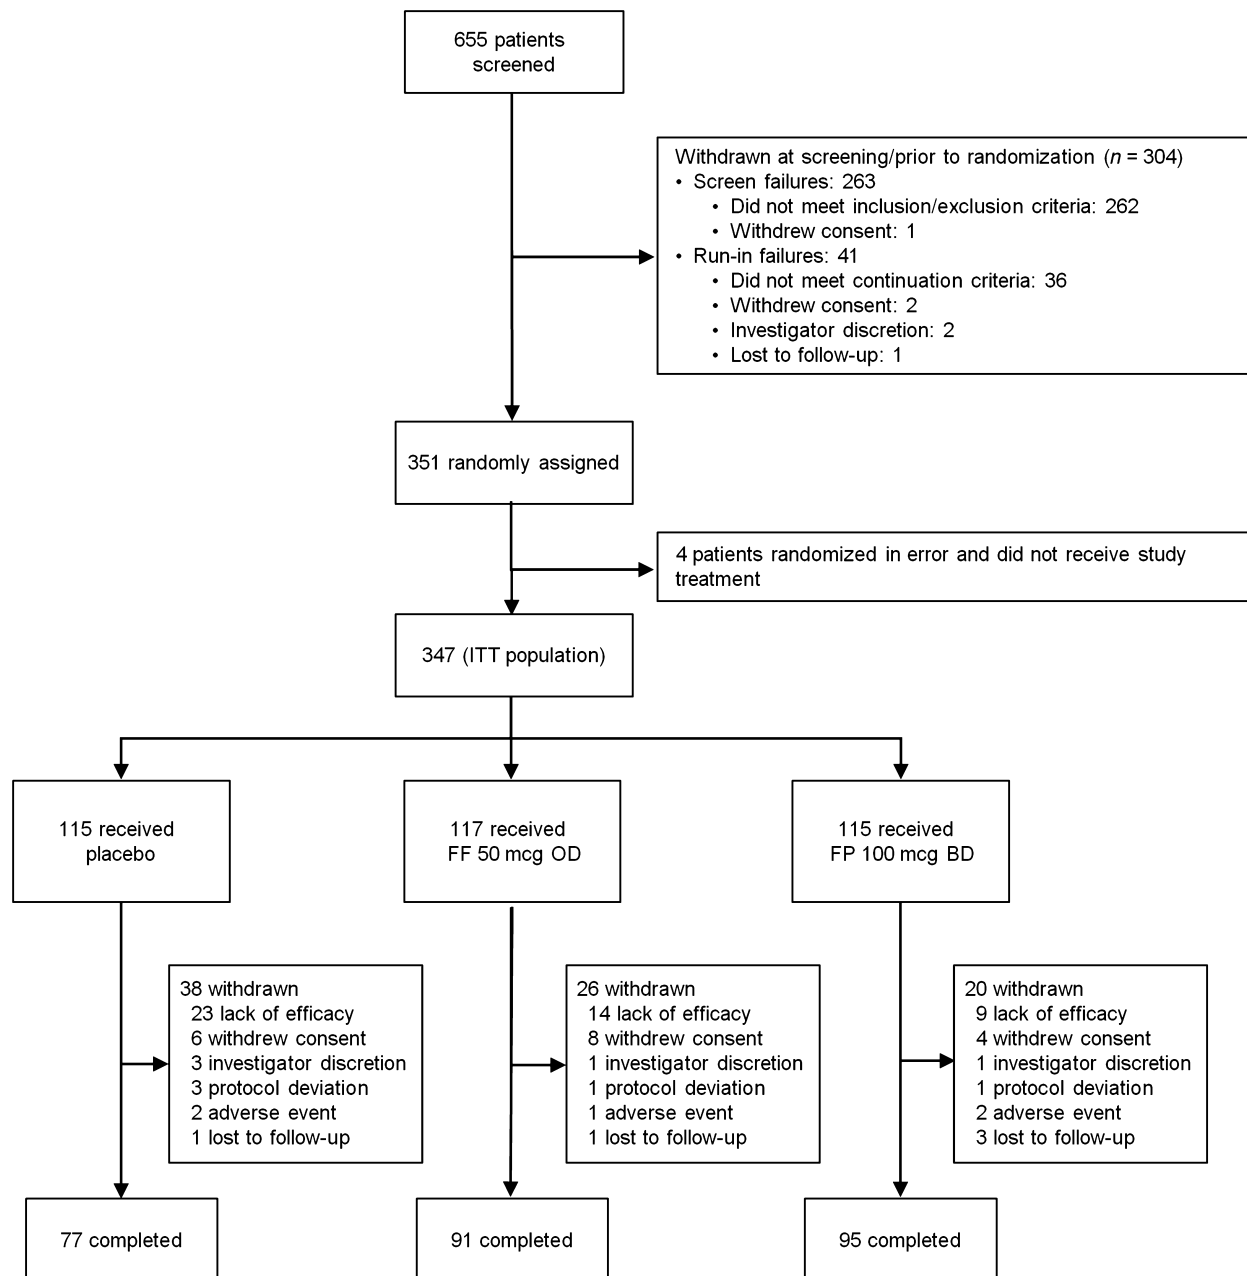 655 patients
screened
Withdrawn at screening/prior to randomization (n = 304)
• Screen failures: 263
• Did not meet inclusion/exclusion criteria: 262
• Withdrew consent: 1
• Run-in failures: 41
• Did not meet continuation criteria: 36
• Withdrew consent: 2
• Investigator discretion: 2
• Lost to follow-up: 1
351 randomly assigned
4 patients randomized in error and did not receive study
treatment
347 (ITT population)
115 received
placebo
117 received
FF 50 mcg OD
115 received
FP 100 mcg BD
38 withdrawn
23 lack of efficacy
6 withdrew consent
3 investigator discretion
3 protocol deviation
2 adverse event
1 lost to follow-up
26 withdrawn
14 lack of efficacy
8 withdrew consent
1 investigator discretion
1 protocol deviation
1 adverse event
1 lost to follow-up
20 withdrawn
9 lack of efficacy
4 withdrew consent
1 investigator discretion
1 protocol deviation
2 adverse event
3 lost to follow-up
77 completed
91 completed
95 completed